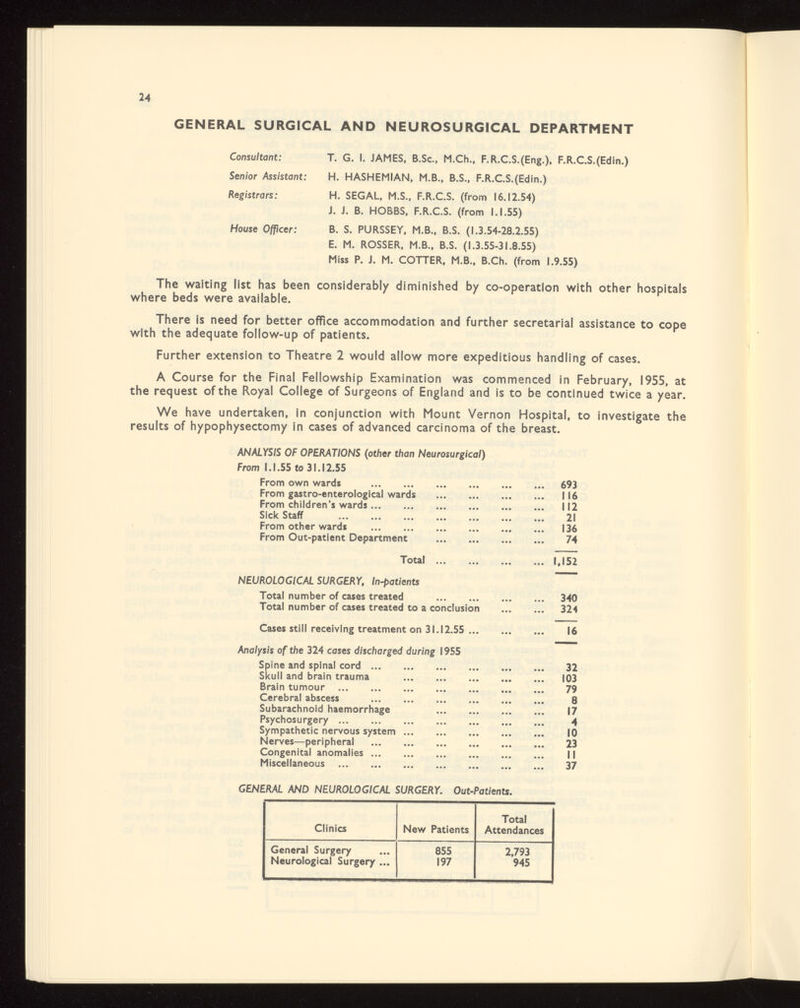 24
GENERAL SURGICAL AND NEUROSURGICAL DEPARTMENT
Consultant: T. G. I. JAMES, B.Sc., M.Ch., F.R.C.S.(Eng.), F.R.C.S.(Edin.)
Senior Assistant: H. HASHEMIAN, M.B., B.S., F.R.C.S.(Edin.)
Registrars: H. SEGAL, M.S., F.R.C.S. (from 16.12.54)
J. J. B. HOBBS, F.R.C.S. (from 1.1.55)
House Officer: B. S. PURSSEY, M.B., B.S. (1.3.54-28.2.55)
E. M. ROSSER, M.B., B.S. (1.3.55-31.8.55)
Miss P. J. M. COTTER, M.B., B.Ch. (from 1.9.55)
The waiting list has been considerably diminished by co-operation with other hospitals
where beds were available.
There is need for better office accommodation and further secretarial assistance to cope
with the adequate follow-up of patients.
Further extension to Theatre 2 would allow more expeditious handling of cases.
A Course for the Final Fellowship Examination was commenced in February, 1955, at
the request of the Royal College of Surgeons of England and is to be continued twice a year.
We have undertaken, in conjunction with Mount Vernon Hospital, to investigate the
results of hypophysectomy in cases of advanced carcinoma of the breast.
ANALYSIS OF OPERATIONS (other than Neurosurgical)
From 1.1.55 to 31.12.55
From own wards ... ... ... ... ... ... 693
From gastro-enterological wards ... ... ... ... 116
From children's wards ... ... ... ... ... ... 112
Sick Staff ... ... ... ... ... ... ... 21
From other wards ... ... ... ... ... ... 136
From Out-patient Department ... ... ... ... 74
Total ... ... ... ... 1,152
NEUROLOGICAL SURGERY, In-patients
Total number of cases treated ... ... ... ... 340
Total number of cases treated to a conclusion ... ... 324
Cases still receiving treatment on 31.12.55 ... ... ... 16
Analysis of the 324 cases discharged during 1955
Spine and spinal cord ... ... ... ... ... ... 32
Skull and brain trauma ... ... ... ... ... 103
Brain tumour ... ... ... ... ... ... ... 79
Cerebral abscess ... ... ... ... ... ... 8
Subarachnoid haemorrhage ... ... ... ... 17
Psychosurgery ... ... ... ... ... ... ... 4
Sympathetic nervous system ... ... ... ... ... 10
Nerves—peripheral ... ... ... ... ... ... 23
Congenital anomalies ... ... ... ... ... ... 11
Miscellaneous ... ... ... ... ... ... ... 37
GENERAL AND NEUROLOGICAL SURGERY. Out-Patients.
Clinics New Patients Total Attendances
General Surgery ... 855 2,793
Neurological Surgery ... 197 945